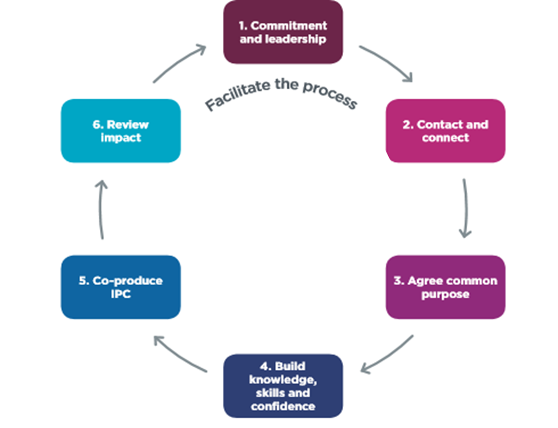 1. Commitment
and leadership
Facilitate the process
2. Contact and
connect
3. Agree common
purpose
4. Build
knowledge,
skills and
confidence
5. Co-produce
IPC
6. Review
impact